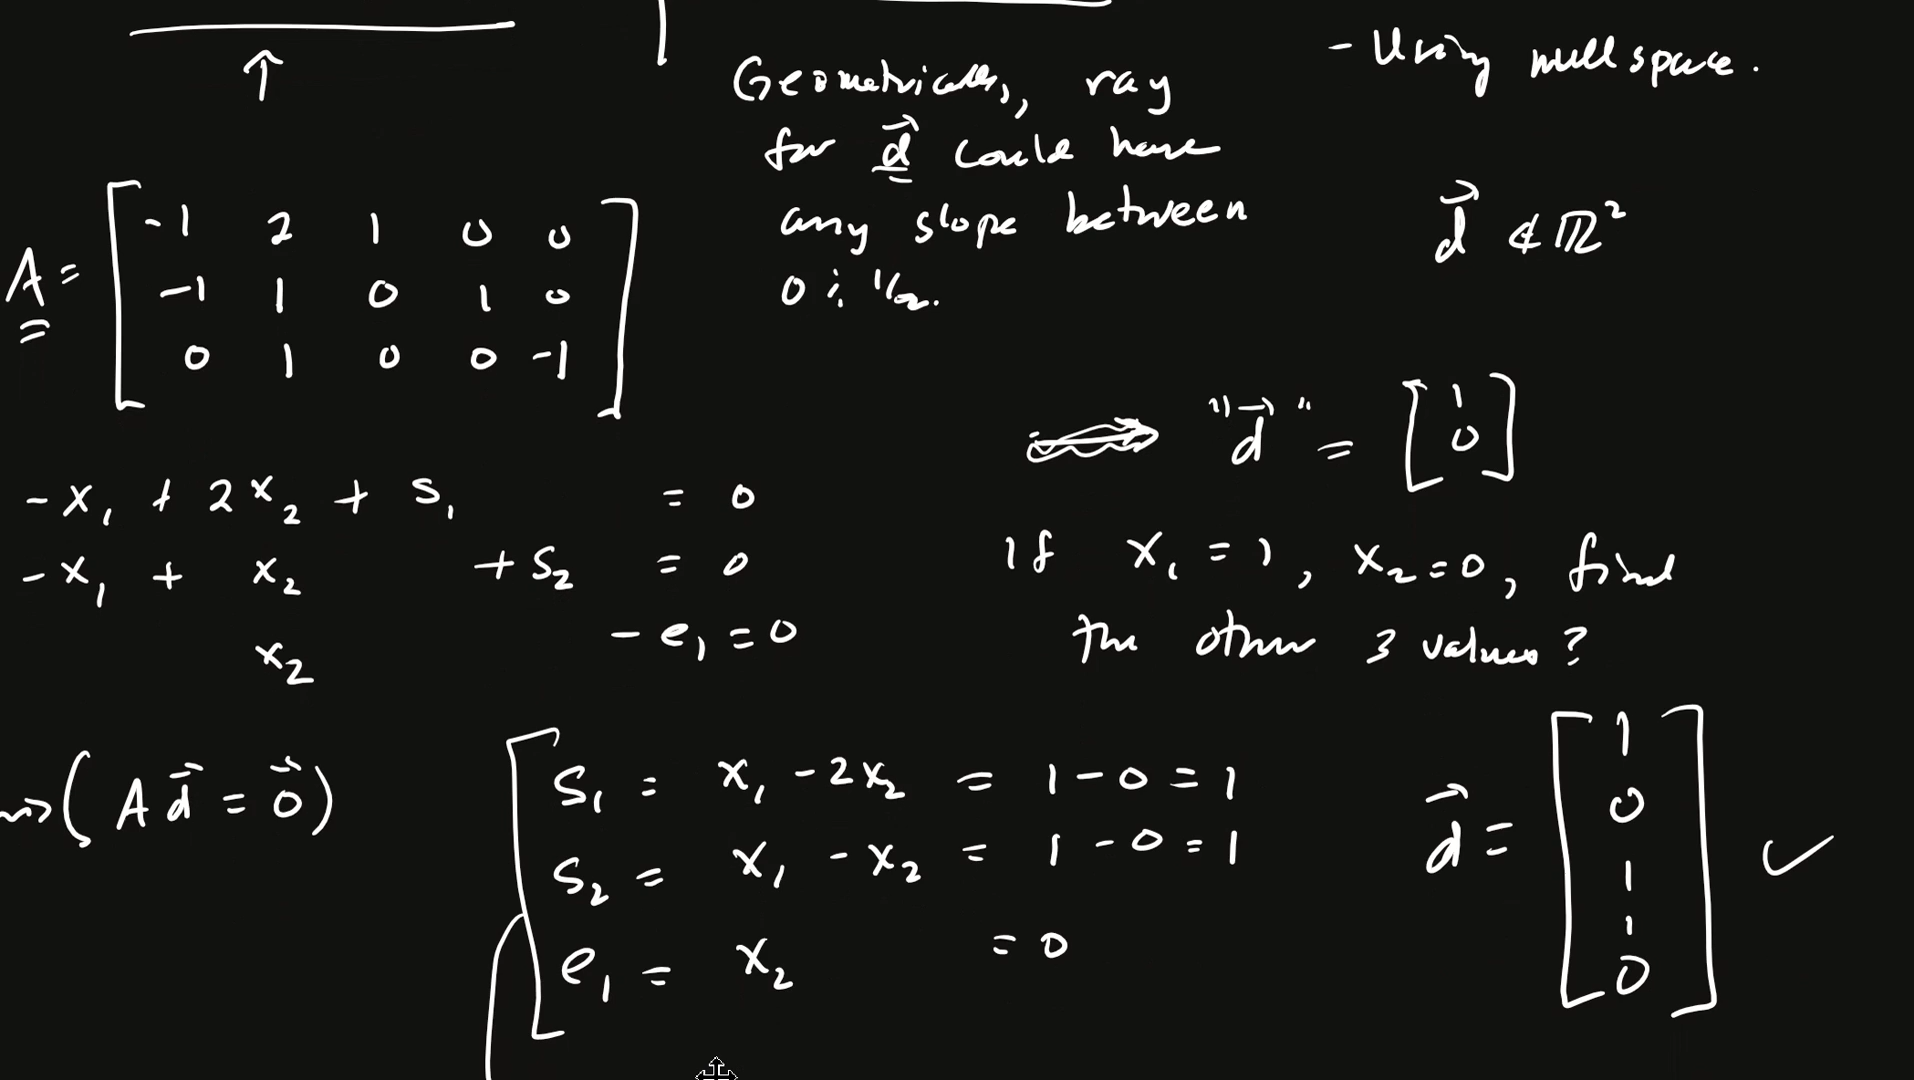 - Using nullspace.
Geometrically, ray
for d⃗ could have
any slope between
0 ; 1/2.
d⃗ ∉ ℝ²
A = [ -1 2 1 0 0
-1 1 0 1 0
0 1 0 0 -1 ]
"d⃗" = [ 1
0 ]
-x₁ + 2x₂ + s₁ = 0
-x₁ + x₂ + s₂ = 0
x₂ - e₁ = 0
If x₁ = 1, x₂ = 0, find
the other 3 values?
(A d⃗ = 0⃗)
s₁ = x₁ - 2x₂ = 1 - 0 = 1
s₂ = x₁ - x₂ = 1 - 0 = 1
e₁ = x₂ = 0
d⃗ = [ 1
0
1
1
0 ] ✓